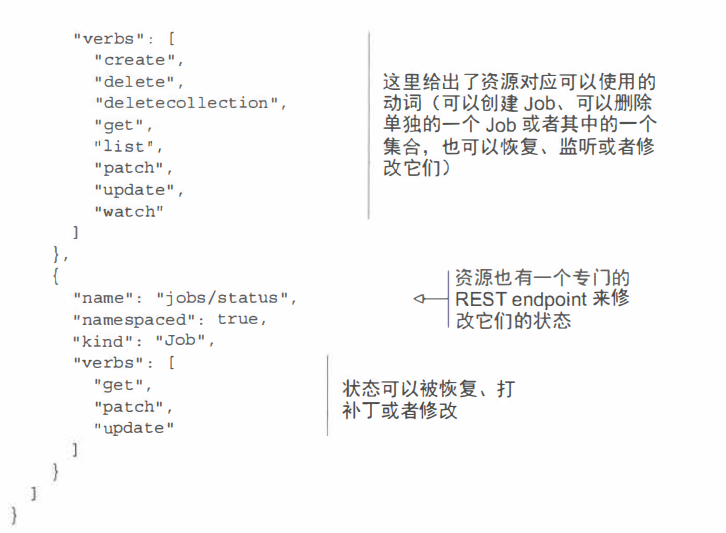 "verbs": [
"create",
"delete",
"deletecollection",
"get",
"list",
"patch",
"update",
"watch"
]
},
{
"name": "jobs/status",
"namespaced": true,
"kind": "Job",
"verbs": [
"get",
"patch",
"update"
]
}
]
}
这里给出了资源对应可以使用的
动词（可以创建 Job、可以删除
单独的一个 Job 或者其中的一个
集合，也可以恢复、监听或者修
改它们）
资源也有一个专门的
REST endpoint 来修
改它们的状态
状态可以被恢复、打
补丁或者修改